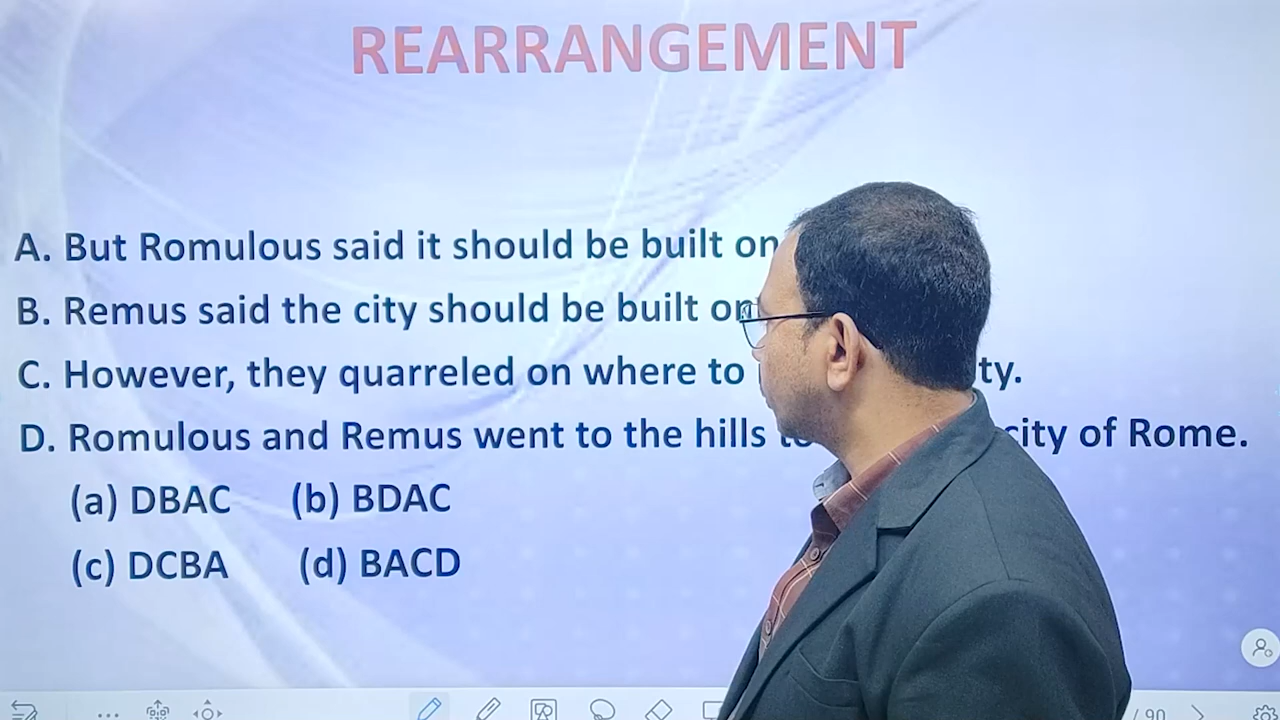 REARRANGEMENT
A. But Romulous said it should be built on
B. Remus said the city should be built on
C. However, they quarreled on where to
D. Romulous and Remus went to the hills city of Rome.
(a) DBAC (b) BDAC
(c) DCBA (d) BACD
/ 90